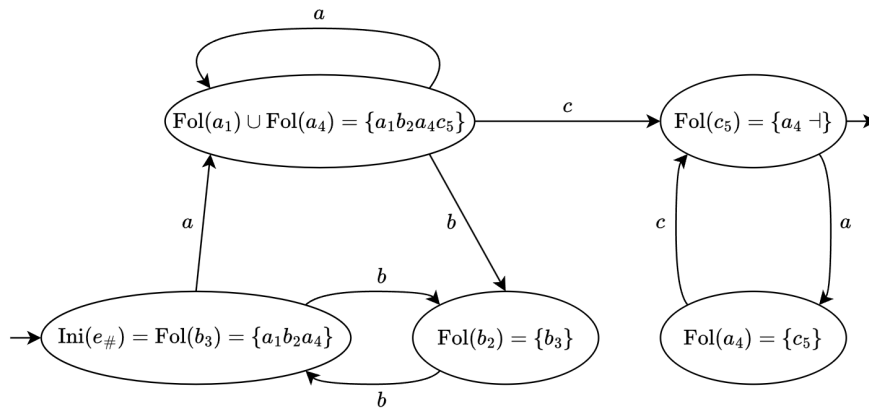 a
c
Fol(a₁) ∪ Fol(a₄) = {a₁b₂a₄c₅}
Fol(c₅) = {a₄ ⊣}
a
b
c
a
b
Ini(e#) = Fol(b₃) = {a₁b₂a₄}
Fol(b₂) = {b₃}
Fol(a₄) = {c₅}
b